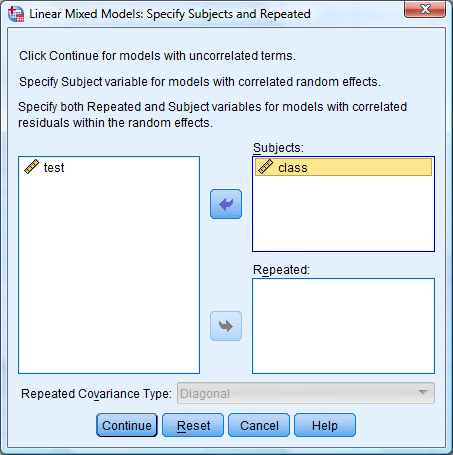 Linear Mixed Models: Specify Subjects and Repeated
Click Continue for models with uncorrelated terms.
Specify Subject variable for models with correlated random effects.
Specify both Repeated and Subject variables for models with correlated
residuals within the random effects.
Subjects:
test
class
Repeated:
Repeated Covariance Type: Diagonal
Continue Reset Cancel Help